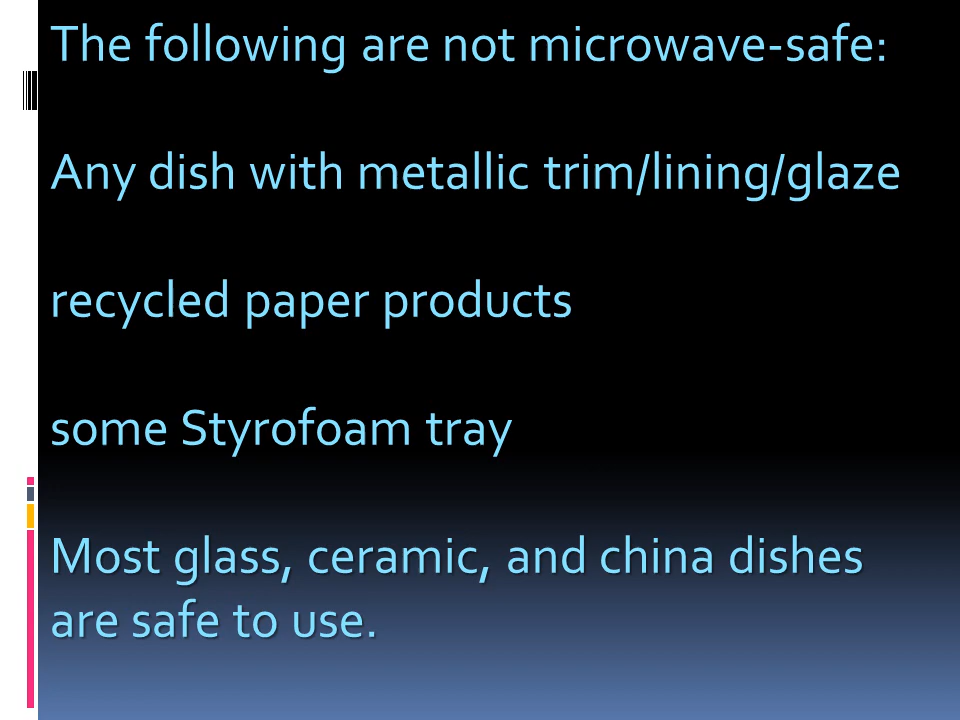 The following are not microwave-safe:
Any dish with metallic trim/lining/glaze
recycled paper products
some Styrofoam tray
Most glass, ceramic, and china dishes
are safe to use.